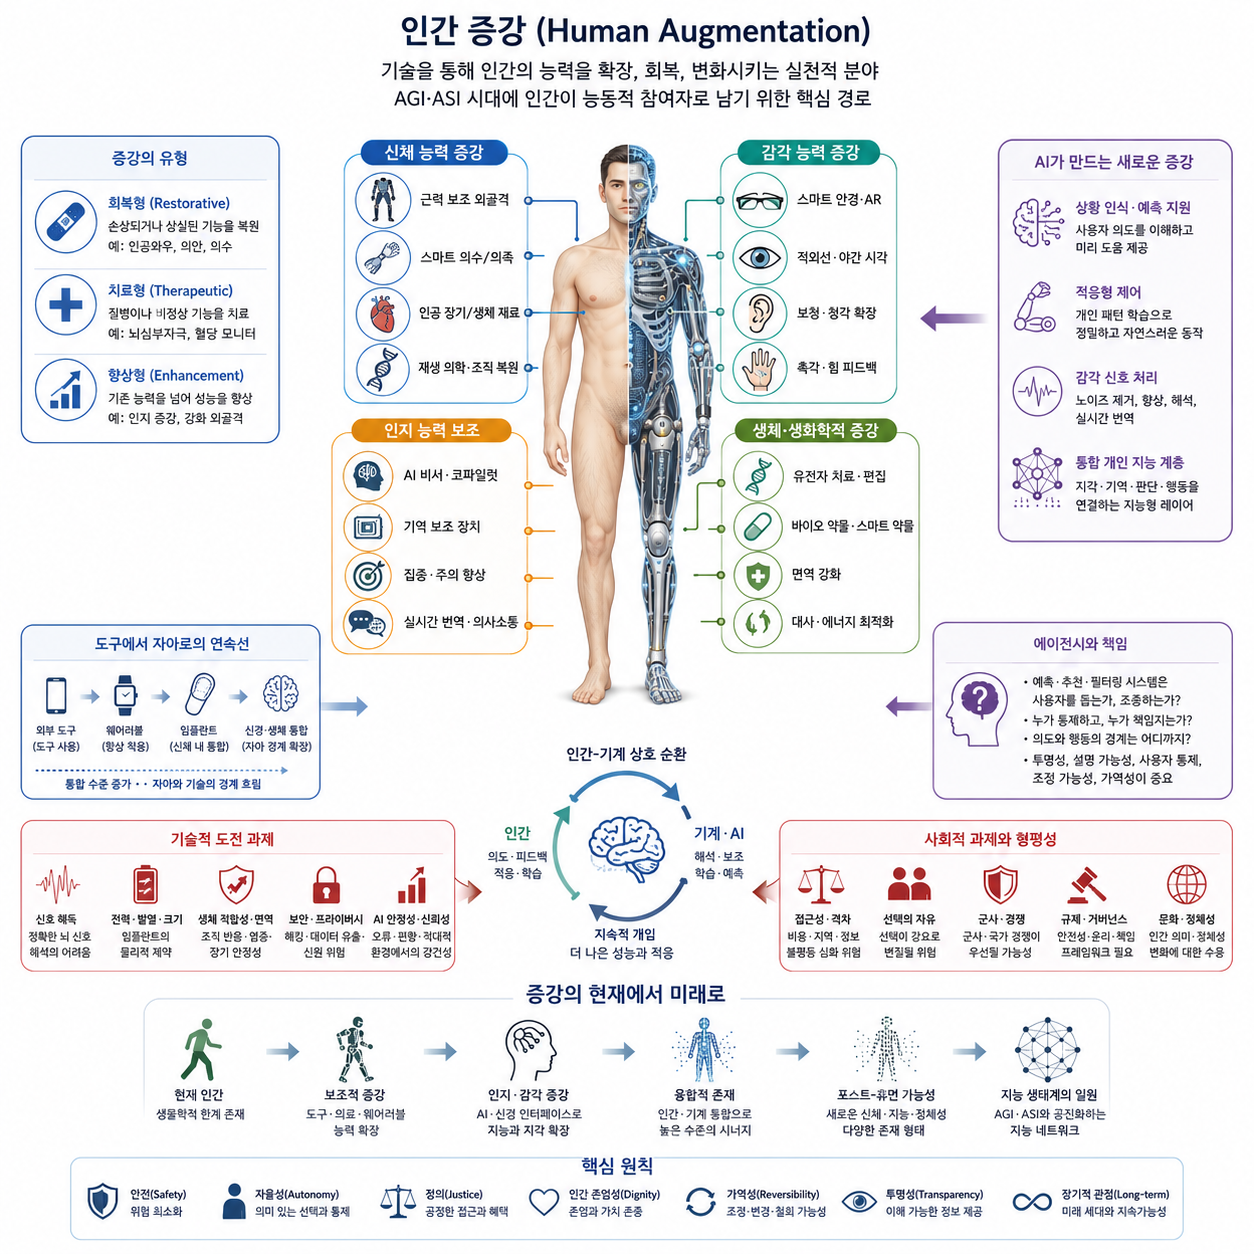 인간 증강 (Human Augmentation)
기술을 통해 인간의 능력을 확장, 회복, 변화시키는 실천적 분야
AGI·ASI 시대에 인간이 능동적 참여자로 남기 위한 핵심 경로
증강의 유형
회복형 (Restorative)
손상되거나 상실된 기능을 복원
예: 인공와우, 의안, 의수
치료형 (Therapeutic)
질병이나 비정상 기능을 치료
예: 뇌심부자극, 혈당 모니터
향상형 (Enhancement)
기존 능력을 넘어 성능을 향상
예: 인지 증강, 강화 외골격
신체 능력 증강
근력 보조 외골격
스마트 의수/의족
인공 장기/생체 재료
재생 의학·조직 복원
감각 능력 증강
스마트 안경·AR
적외선·야간 시각
보청·청각 확장
촉각·힘 피드백
AI가 만드는 새로운 증강
상황 인식·예측 지원
사용자 의도를 이해하고
미리 도움 제공
적응형 제어
개인 패턴 학습으로
정밀하고 자연스러운 동작
감각 신호 처리
노이즈 제거, 향상, 해석,
실시간 번역
통합 개인 지능 계층
지각·기억·판단·행동을
연결하는 지능형 레이어
인지 능력 보조
AI 비서·코파일럿
기억 보조 장치
집중·주의 향상
실시간 번역·의사소통
생체·생화학적 증강
유전자 치료·편집
바이오 약물·스마트 약물
면역 강화
대사·에너지 최적화
도구에서 자아로의 연속선
외부 도구
(도구 사용)
웨어러블
(항상 착용)
임플란트
(신체 내 통합)
신경·생체 통합
(자아 경계 확장)
통합 수준 증가 · · 자아와 기술의 경계 흐림
에이전시와 책임
• 예측·추천·필터링 시스템은
사용자를 돕는가, 조종하는가?
• 누가 통제하고, 누가 책임지는가?
• 의도와 행동의 경계는 어디까지?
• 투명성, 설명 가능성, 사용자 통제,
조정 가능성, 가역성이 중요
인간-기계 상호 순환
인간
의도·피드백
적응·학습
기계·AI
해석·보조
학습·예측
지속적 개입
더 나은 성능과 적응
기술적 도전 과제
신호 해독
정확한 뇌 신호
해석의 어려움
전력·발열·크기
임플란트의
물리적 제약
생체 적합성·면역
조직 반응·염증·
장기 안정성
보안·프라이버시
해킹·데이터 유출·
신원 위험
AI 안정성·신뢰성
오류·편향·적대적
환경에서의 강건성
사회적 과제와 형평성
접근성·격차
비용·지역·정보
불평등 심화 위험
선택의 자유
선택이 강요로
변질될 위험
군사·경쟁
군사·국가 경쟁이
우선될 가능성
규제·거버넌스
안전성·윤리·책임
프레임워크 필요
문화·정체성
인간 의미·정체성
변화에 대한 수용
증강의 현재에서 미래로
현재 인간
생물학적 한계 존재
보조적 증강
도구·의료·웨어러블
능력 확장
인지·감각 증강
AI·신경 인터페이스로
지능과 지각 확장
융합적 존재
인간·기계 통합으로
높은 수준의 시너지
포스트-휴먼 가능성
새로운 신체·지능·정체성
다양한 존재 형태
지능 생태계의 일원
AGI·ASI와 공진화하는
지능 네트워크
핵심 원칙
안전(Safety)
위험 최소화
자율성(Autonomy)
의미 있는 선택과 통제
정의(Justice)
공정한 접근과 혜택
인간 존엄성(Dignity)
존엄과 가치 존중
가역성(Reversibility)
조정·변경·철회 가능성
투명성(Transparency)
이해 가능한 정보 제공
장기적 관점(Long-term)
미래 세대와 지속가능성